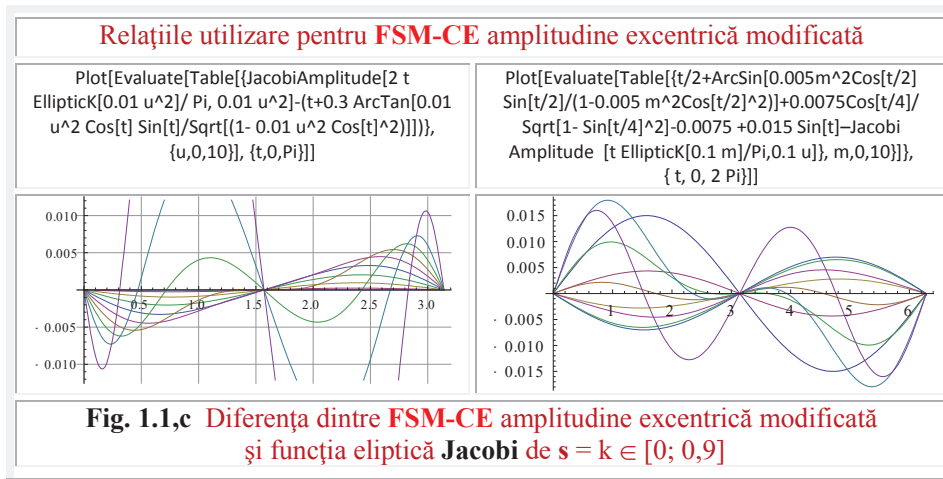 Relaţiile utilizare pentru FSM-CE amplitudine excentrică modificată
Plot[Evaluate[Table[{JacobiAmplitude[2 t
EllipticK[0.01 u^2]/ Pi, 0.01 u^2]-(t+0.3 ArcTan[0.01
u^2 Cos[t] Sin[t]/Sqrt[(1- 0.01 u^2 Cos[t]^2)]])},
{u,0,10}], {t,0,Pi}]]
Plot[Evaluate[Table[{t/2+ArcSin[0.005m^2Cos[t/2]
Sin[t/2]/(1-0.005 m^2Cos[t/2]^2)]+0.0075Cos[t/4]/
Sqrt[1- Sin[t/4]^2]-0.0075 +0.015 Sin[t]–Jacobi
Amplitude [t EllipticK[0.1 m]/Pi,0.1 u]}, m,0,10}]},
{ t, 0, 2 Pi}]]
0.010
0.005
0.5 1.0 1.5 2.0 2.5 3.0
- 0.005
- 0.010
0.015
0.010
0.005
1 2 3 4 5 6
- 0.005
- 0.010
- 0.015
Fig. 1.1,c Diferenţa dintre FSM-CE amplitudine excentrică modificată
şi funcţia eliptică Jacobi de s = k ∈ [0; 0,9]